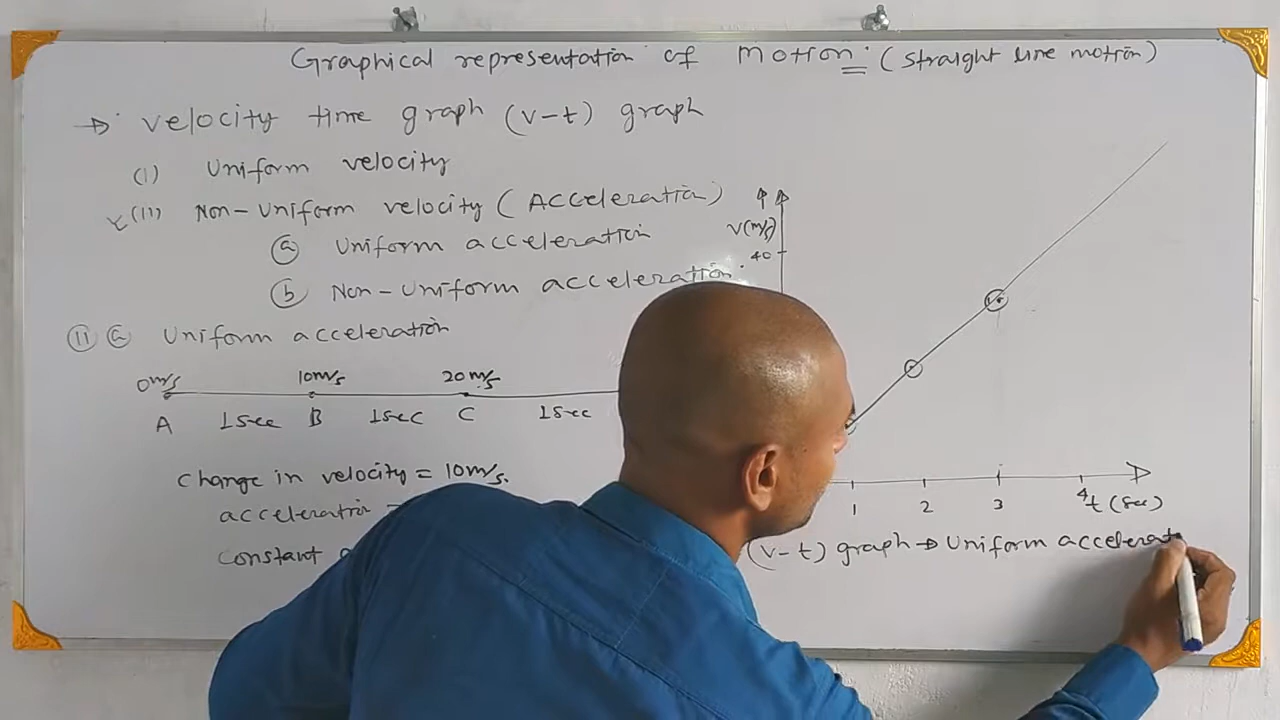 Graphical representation of motion: (straight line motion)
→ velocity time graph (v-t) graph
(i) Uniform velocity
(ii) Non-Uniform velocity (Acceleration)
(a) Uniform acceleration
(b) Non-Uniform acceleration.
(ii) (a) Uniform acceleration
0m/s 10m/s 20m/s
A 1sec B 1sec C 1sec
change in velocity = 10m/s.
acceleration
constant
v(m/s)
40
1 2 3 4 t (sec)
(v-t) graph → Uniform accelerat